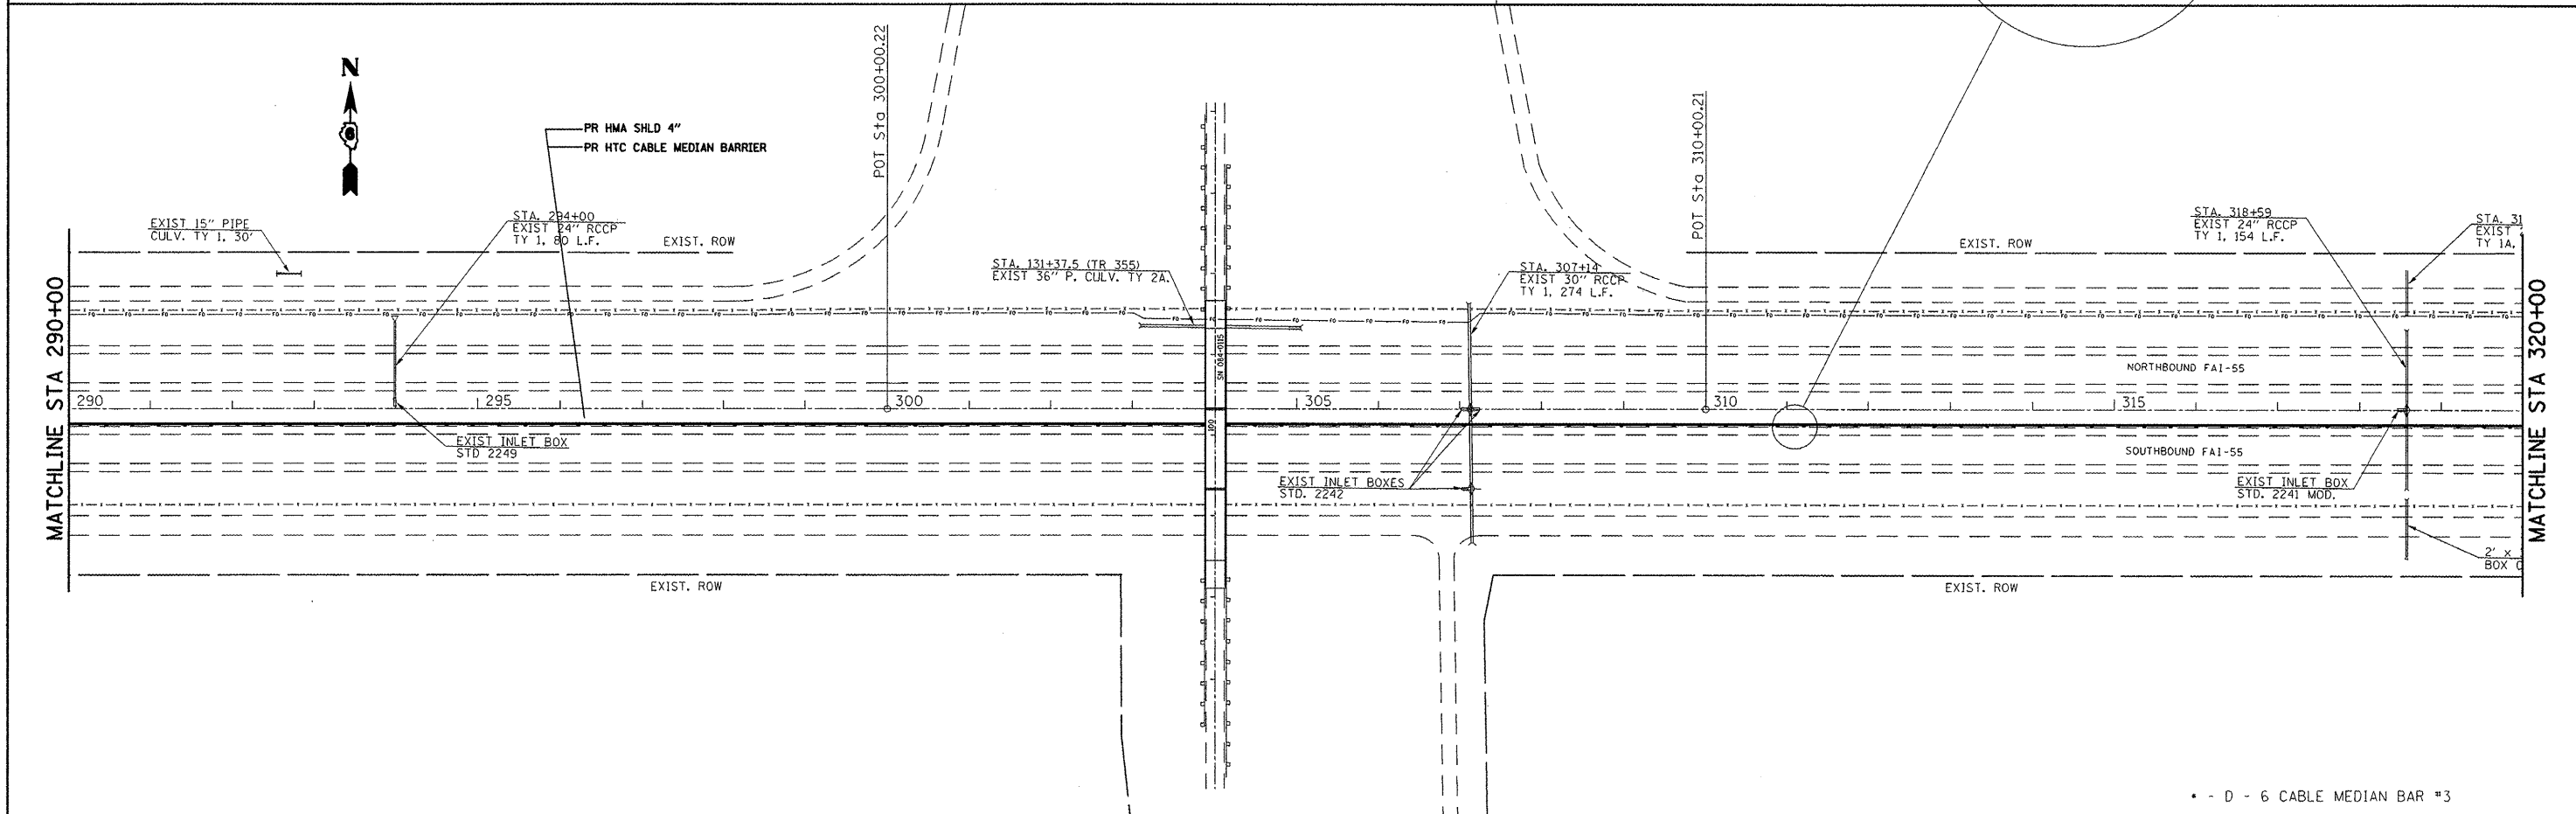 N
6
PR HMA SHLD 4"
PR HTC CABLE MEDIAN BARRIER
POT Sta 300+00.22
POT Sta 310+00.21
EXIST 15" PIPE
CULV. TY 1, 30'
STA. 294+00
EXIST 24" RCCP
TY 1, 80 L.F.
EXIST. ROW
STA. 131+37.5 (TR 355)
EXIST 36" P. CULV. TY 2A.
STA. 307+14
EXIST 30" RCCP
TY 1, 274 L.F.
EXIST. ROW
STA. 318+59
EXIST 24" RCCP
TY 1, 154 L.F.
STA. 31
EXIST
TY 1A,
MATCHLINE STA 290+00
MATCHLINE STA 320+00
SN 084-0115
NORTHBOUND FAI-55
290
295
300
305
310
315
SOUTHBOUND FAI-55
EXIST INLET BOX
STD 2249
EXIST INLET BOXES
STD. 2242
EXIST INLET BOX
STD. 2241 MOD.
2' x
BOX C
EXIST. ROW
EXIST. ROW
* - D - 6 CABLE MEDIAN BAR #3